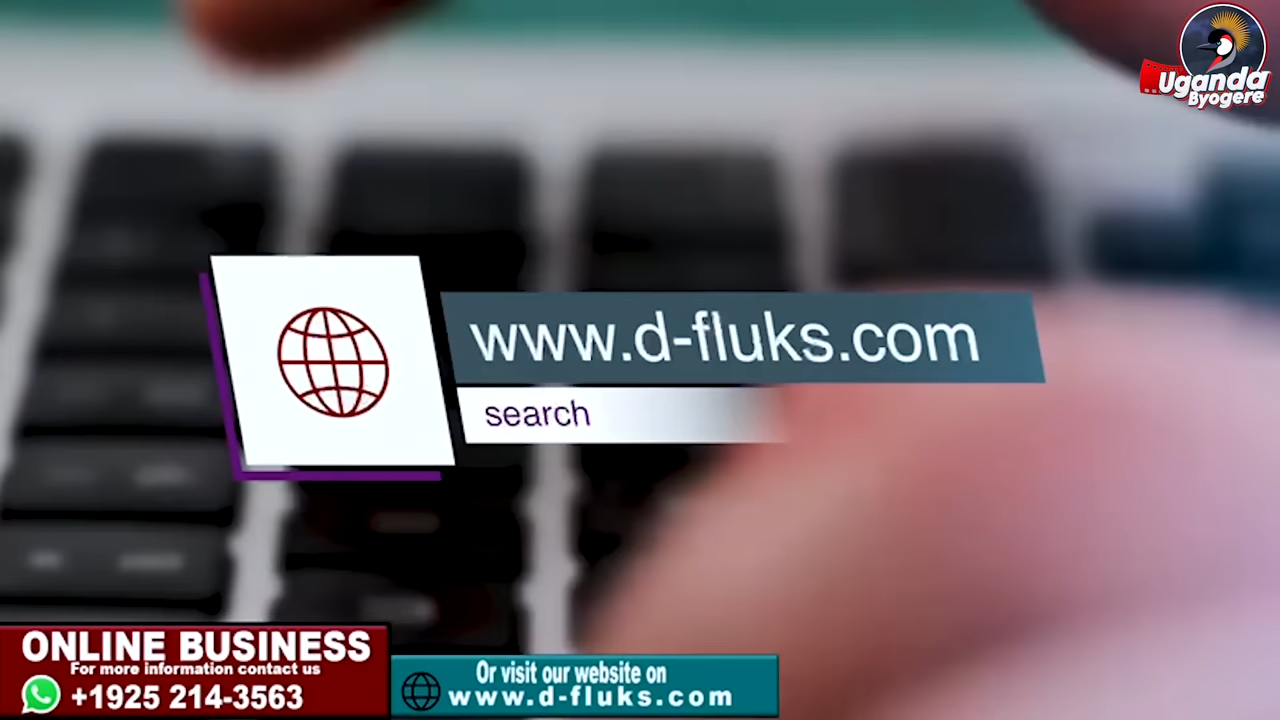 Uganda
Byogere
www.d-fluks.com
search
ONLINE BUSINESS
For more information contact us
+1925 214-3563
Or visit our website on
www.d-fluks.com